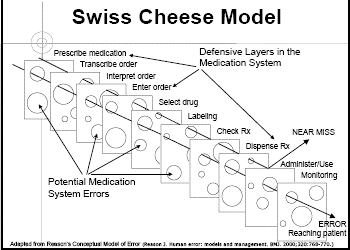 Swiss Cheese Model
Prescribe medication
Transcribe order
Interpret order
Enter order
Select drug
Labeling
Check Rx
Dispense Rx
Administer/Use
Monitoring
Defensive Layers in the
Medication System
NEAR MISS
Potential Medication
System Errors
ERROR
Reaching patient
Adapted from Reason's Conceptual Model of Error (Reason J. Human error: models and management. BMJ. 2000;320:768-770.)